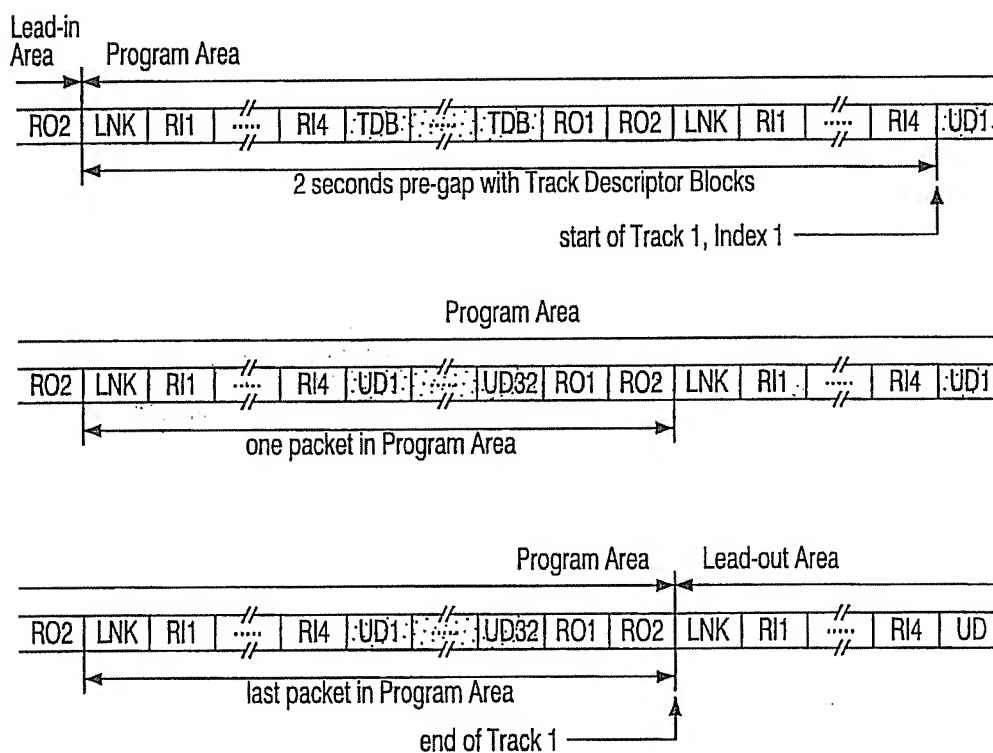 Lead-in
Area
Program Area
RO2 LNK RI1 ..... RI4 TDB ..... TDB RO1 RO2 LNK RI1 ..... RI4 UD1
2 seconds pre-gap with Track Descriptor Blocks
start of Track 1, Index 1
Program Area
RO2 LNK RI1 ..... RI4 UD1 ..... UD32 RO1 RO2 LNK RI1 ..... RI4 UD1
one packet in Program Area
Program Area Lead-out Area
RO2 LNK RI1 ..... RI4 UD1 ..... UD32 RO1 RO2 LNK RI1 ..... RI4 UD
last packet in Program Area
end of Track 1